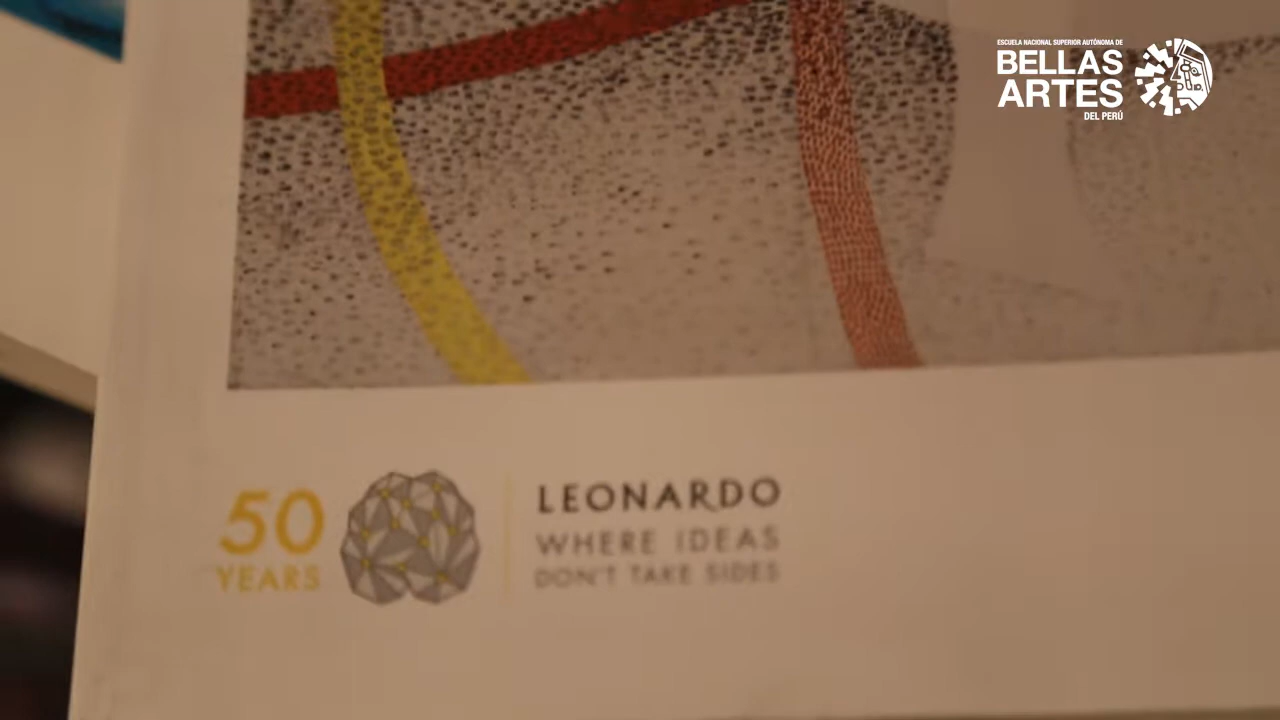 ESCUELA NACIONAL SUPERIOR AUTÓNOMA DE
BELLAS
ARTES
DEL PERÚ
50
YEARS
LEONARDO
WHERE IDEAS
DON'T TAKE SIDES